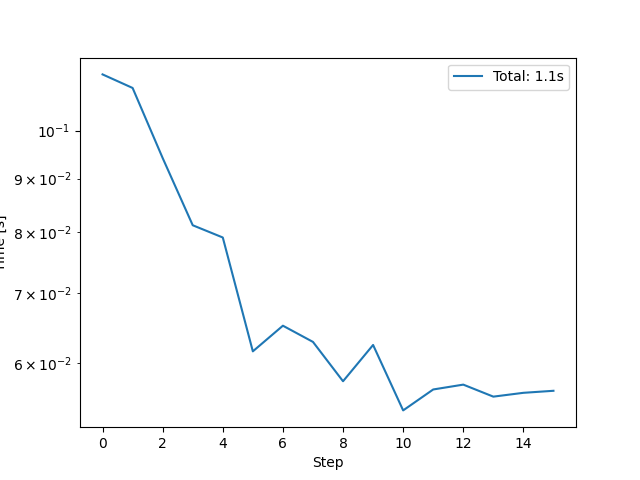 Total: 1.1s
10⁻¹
9 × 10⁻²
8 × 10⁻²
7 × 10⁻²
6 × 10⁻²
[s]
0 2 4 6 8 10 12 14
Step